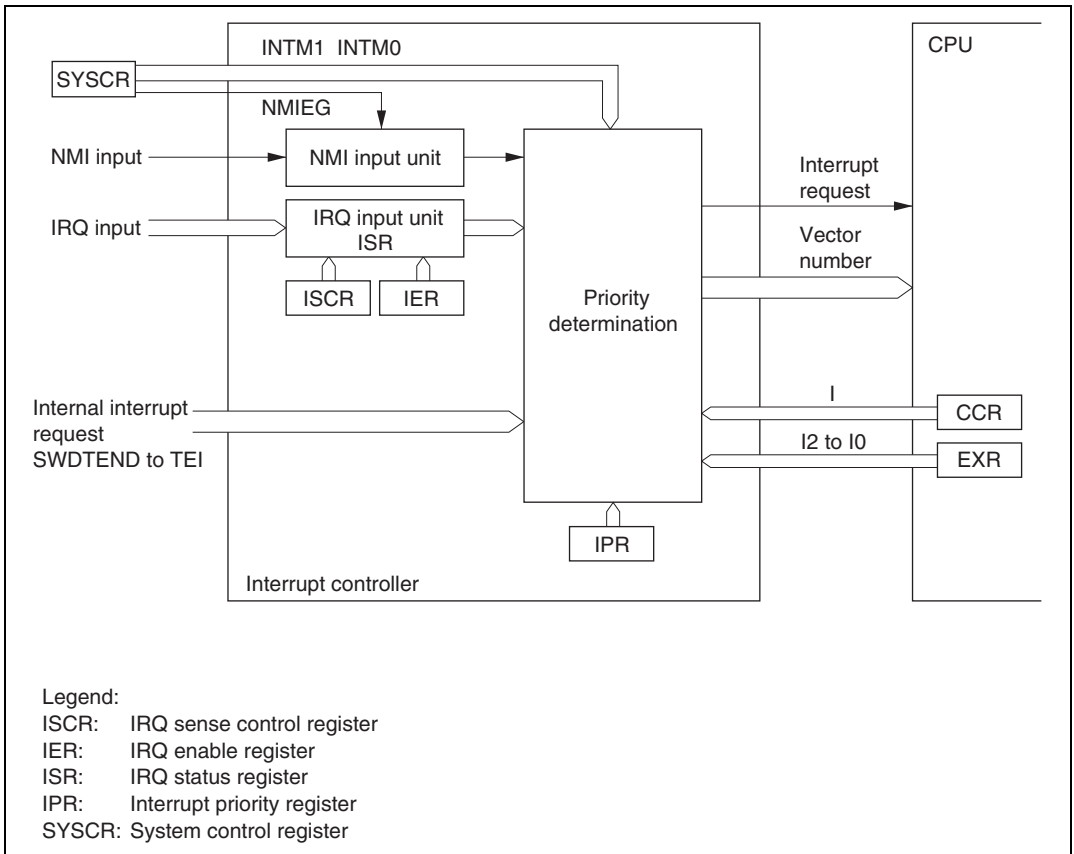 INTM1 INTM0
CPU
SYSCR
NMIEG
NMI input
NMI input unit
Interrupt
request
IRQ input
IRQ input unit
ISR
Vector
number
ISCR
IER
Priority
determination
Internal interrupt
request
SWDTEND to TEI
I
CCR
I2 to I0
EXR
IPR
Interrupt controller
Legend:
ISCR: IRQ sense control register
IER: IRQ enable register
ISR: IRQ status register
IPR: Interrupt priority register
SYSCR: System control register